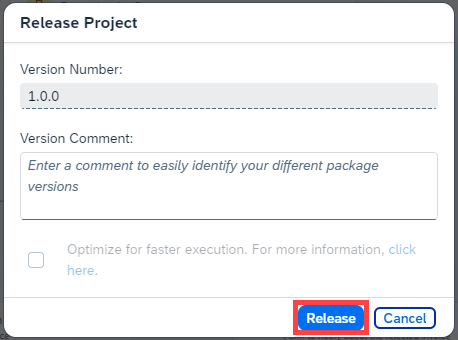 Release Project
Version Number:
1.0.0
Version Comment:
Enter a comment to easily identify your different package
versions
Optimize for faster execution. For more information, click
here.
Release
Cancel